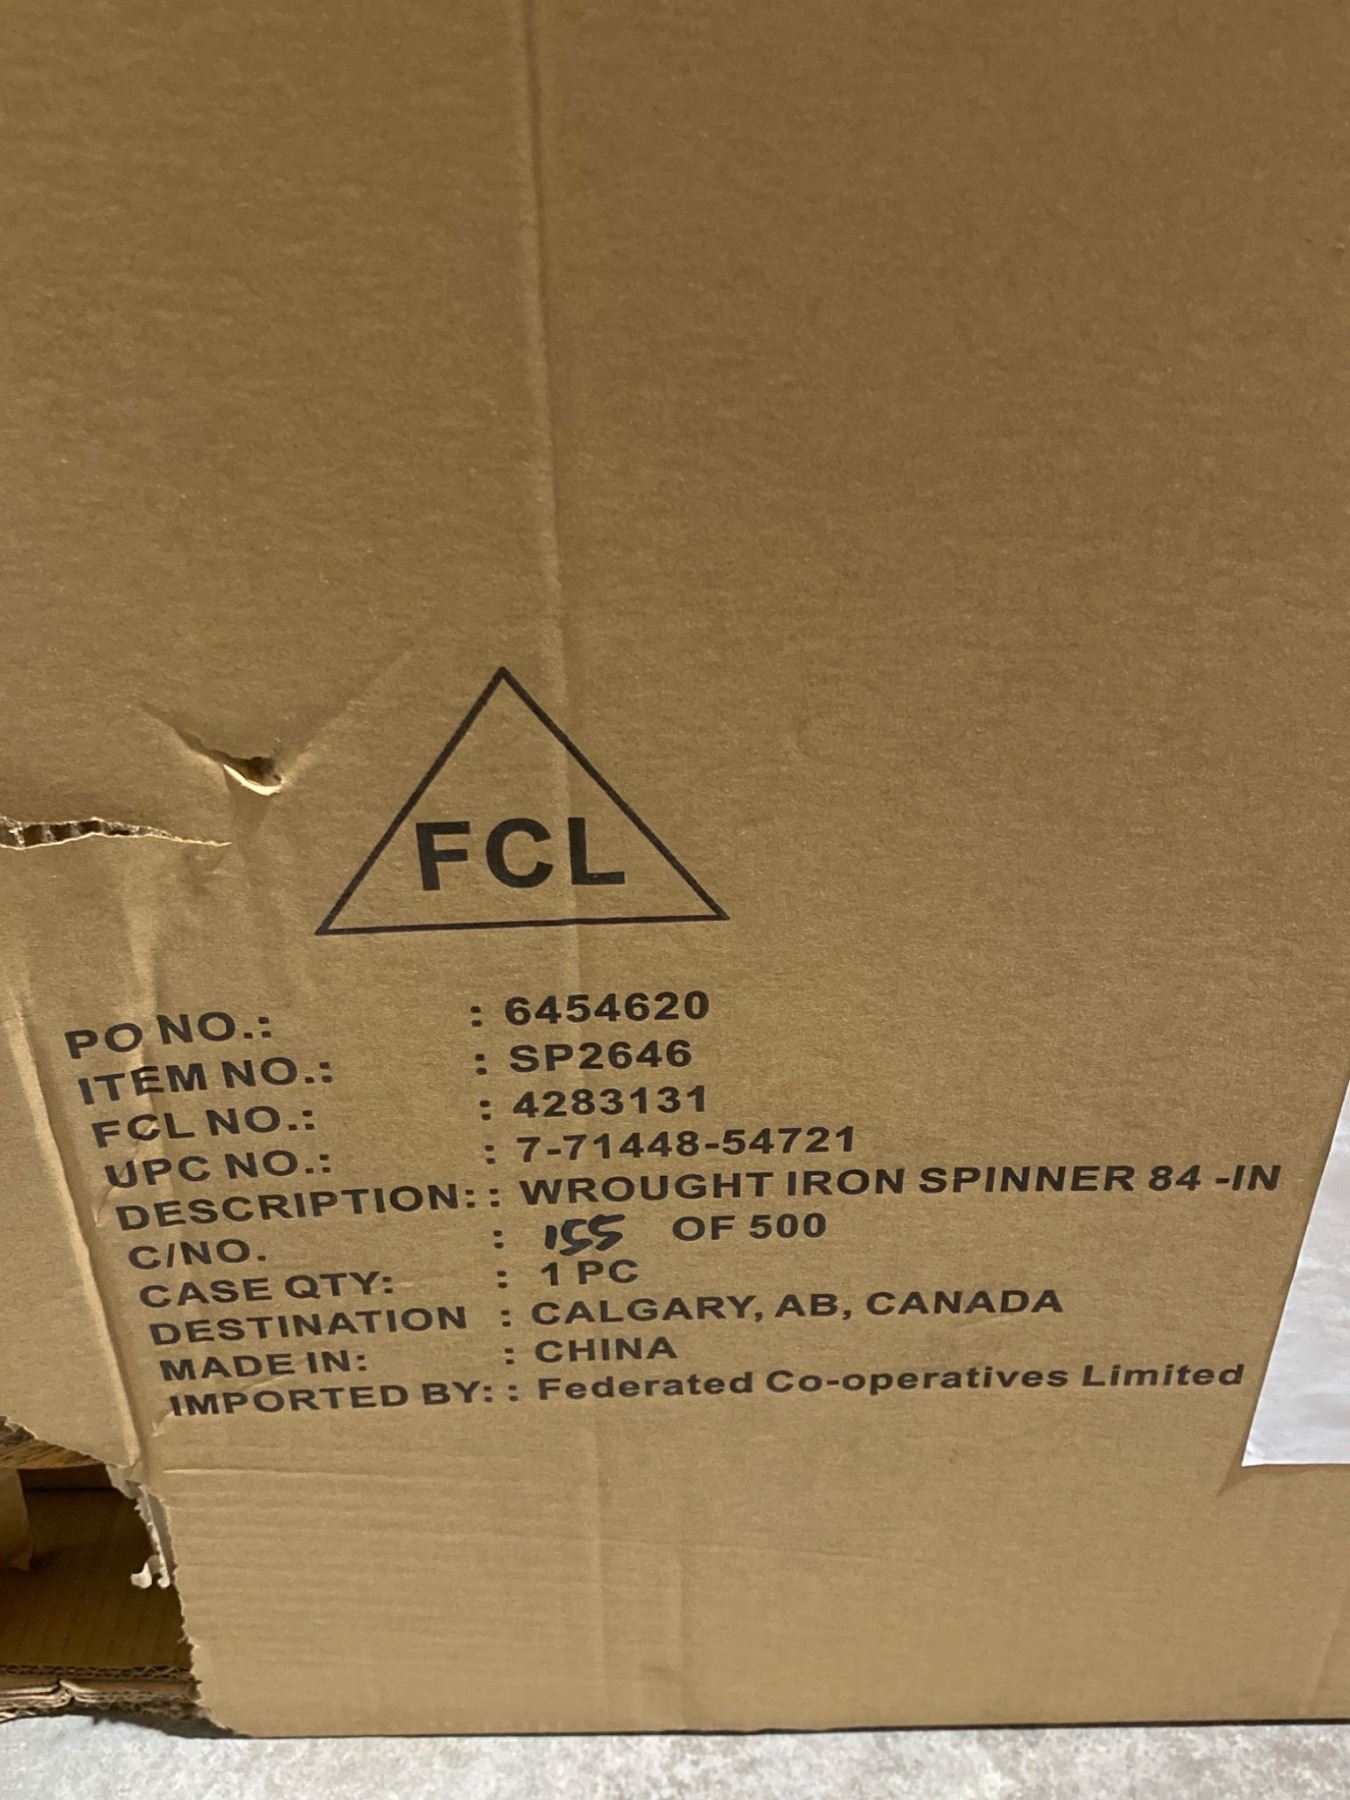 FCL
PO NO.: : 6454620
ITEM NO.: : SP2646
FCL NO.: : 4283131
UPC NO.: : 7-71448-54721
DESCRIPTION: : WROUGHT IRON SPINNER 84 -IN
C/NO. : 155 OF 500
CASE QTY: : 1 PC
DESTINATION : CALGARY, AB, CANADA
MADE IN: : CHINA
IMPORTED BY: : Federated Co-operatives Limited